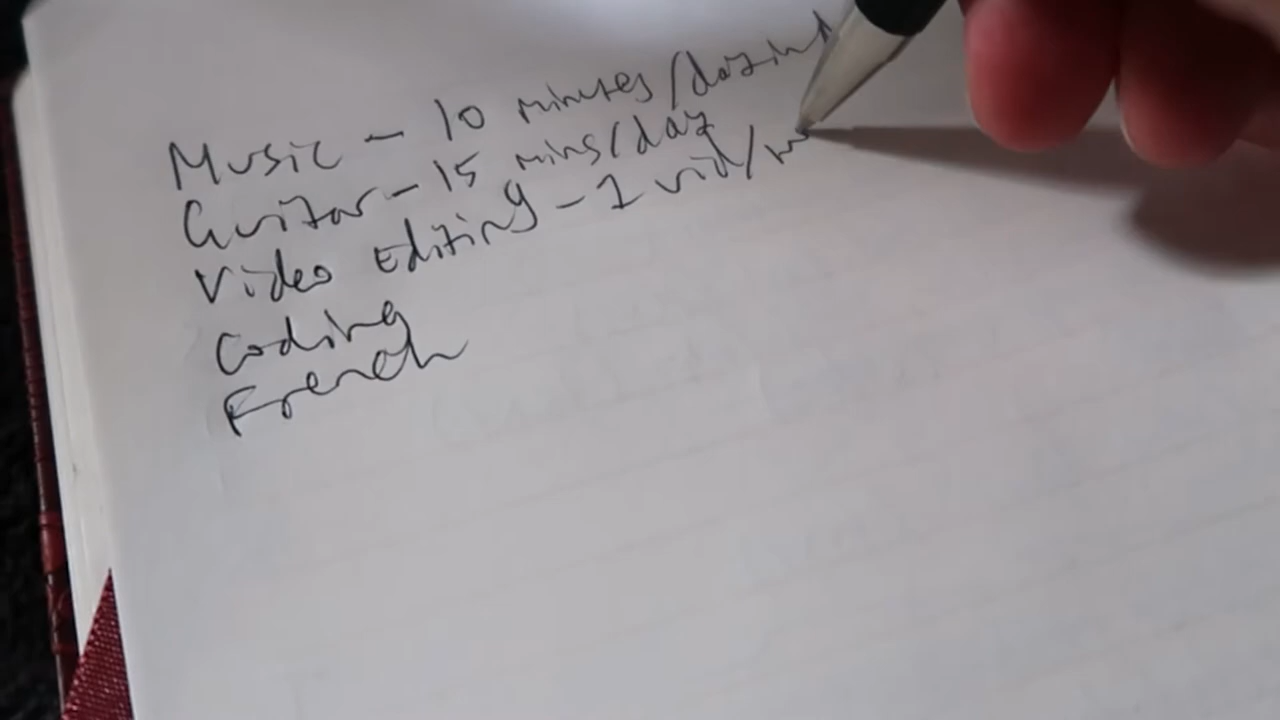 Music - 10 minutes/day
Guitar - 15 mins/day
Video Editing - 1 vid/
Coding
French